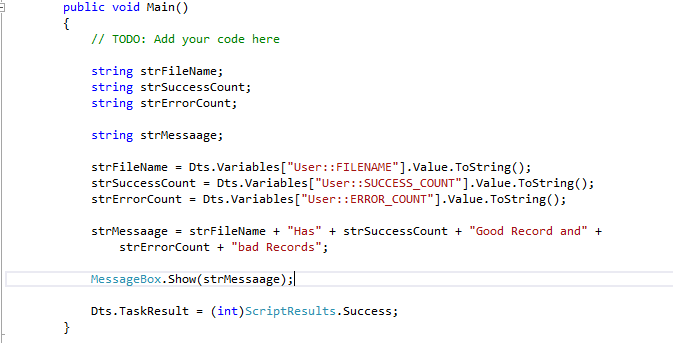 public void Main()
{
// TODO: Add your code here
string strFileName;
string strSuccessCount;
string strErrorCount;
string strMessaage;
strFileName = Dts.Variables["User::FILENAME"].Value.ToString();
strSuccessCount = Dts.Variables["User::SUCCESS_COUNT"].Value.ToString();
strErrorCount = Dts.Variables["User::ERROR_COUNT"].Value.ToString();
strMessaage = strFileName + "Has" + strSuccessCount + "Good Record and" +
strErrorCount + "bad Records";
MessageBox.Show(strMessaage);
Dts.TaskResult = (int)ScriptResults.Success;
}